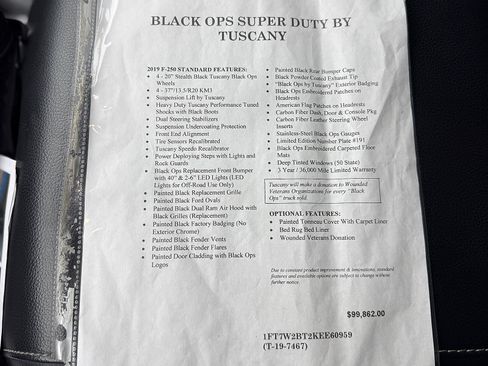 BLACK OPS SUPER DUTY BY
TUSCANY
2019 F-250 STANDARD FEATURES:
• 4 - 20" Stealth Black Tuscany Black Ops
Wheels
• 4 - 37"/13.5/R20 KM3
• Suspension Lift by Tuscany
• Heavy Duty Tuscany Performance Tuned
Shocks with Black Boots
• Dual Steering Stabilizers
• Suspension Undercoating Protection
• Front End Alignment
• Tire Sensors Recalibrated
• Tuscany Speedo Recalibrator
• Power Deploying Steps with Lights and
Rock Guards
• Black Ops Replacement Front Bumper
with 40" & 2-6" LED Lights (LED
Lights for Off-Road Use Only)
• Painted Black Replacement Grille
• Painted Black Ford Ovals
• Painted Black Dual Ram Air Hood with
Black Grilles (Replacement)
• Painted Black Factory Badging (No
Exterior Chrome)
• Painted Black Fender Vents
• Painted Black Fender Flares
• Painted Door Cladding with Black Ops
Logos
• Painted Black Rear Bumper Caps
• Black Powder Coated Exhaust Tip
• "Black Ops by Tuscany" Exterior Badging
• Black Ops Embroidered Patches on
Headrests
• American Flag Patches on Headrests
• Carbon Fiber Dash, Door & Console Pkg
• Carbon Fiber Leather Steering Wheel
Inserts
• Stainless-Steel Black Ops Gauges
• Limited Edition Number Plate #191
• Black Ops Embroidered Carpeted Floor
Mats
• Deep Tinted Windows (50 State)
• 3 Year / 36,000 Mile Limited Warranty
Tuscany will make a donation to Wounded
Veterans Organizations for every "Black
Ops" truck sold.
OPTIONAL FEATURES:
• Painted Tonneau Cover With Carpet Liner
• Bed Rug Bed Liner
• Wounded Veterans Donation
Due to constant product improvement & innovations, standard
features and available options are subject to change without
further notice.
$99,862.00
1FT7W2BT2KEE60959
(T-19-7467)